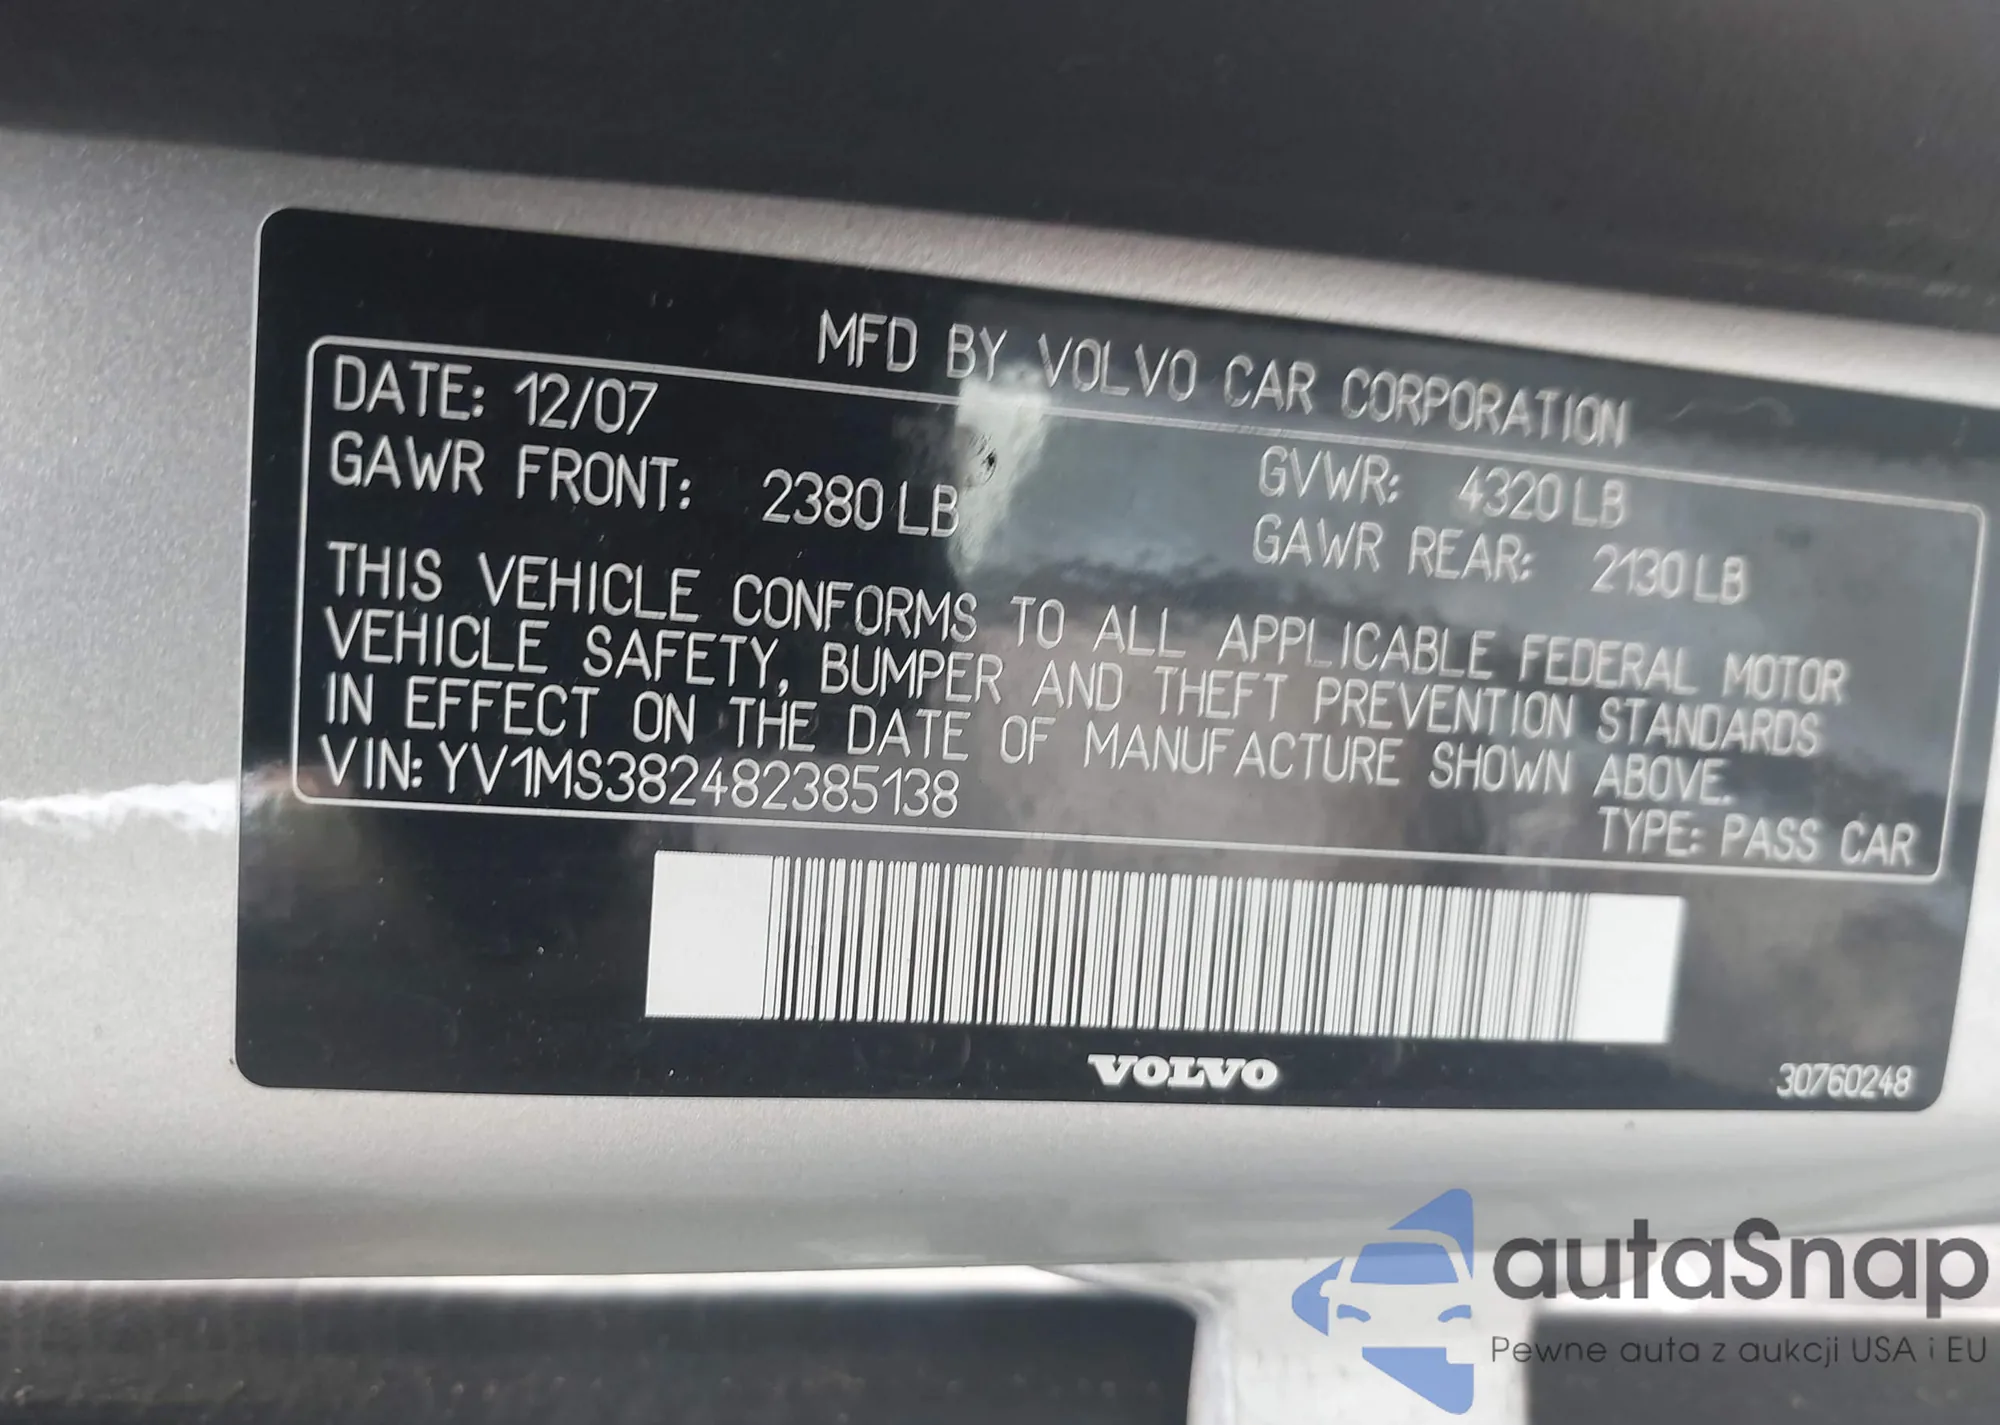 MFD BY VOLVO CAR CORPORATION
DATE: 12/07
GVWR: 4320 LB
GAWR FRONT: 2380 LB
GAWR REAR: 2130 LB
THIS VEHICLE CONFORMS TO ALL APPLICABLE FEDERAL MOTOR
VEHICLE SAFETY, BUMPER AND THEFT PREVENTION STANDARDS
IN EFFECT ON THE DATE OF MANUFACTURE SHOWN ABOVE.
VIN: YV1MS382482385138
TYPE: PASS CAR
VOLVO
30760248
autaSnap
Pewne auta z aukcji USA i EU